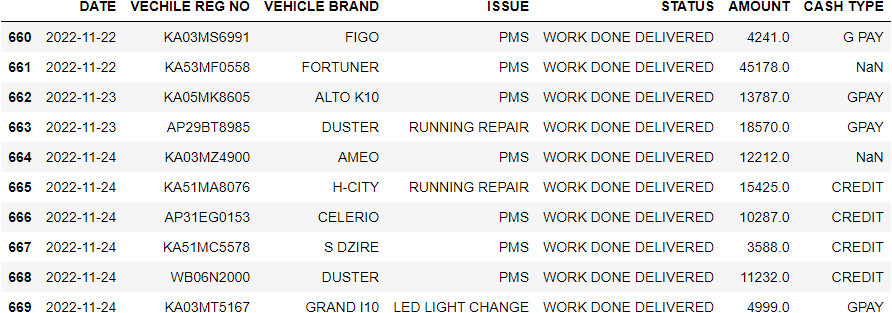 DATE VECHILE REG NO VEHICLE BRAND ISSUE STATUS AMOUNT CASH TYPE
660 2022-11-22 KA03MS6991 FIGO PMS WORK DONE DELIVERED 4241.0 G PAY
661 2022-11-22 KA53MF0558 FORTUNER PMS WORK DONE DELIVERED 45178.0 NaN
662 2022-11-23 KA05MK8605 ALTO K10 PMS WORK DONE DELIVERED 13787.0 GPAY
663 2022-11-23 AP29BT8985 DUSTER RUNNING REPAIR WORK DONE DELIVERED 18570.0 GPAY
664 2022-11-24 KA03MZ4900 AMEO PMS WORK DONE DELIVERED 12212.0 NaN
665 2022-11-24 KA51MA8076 H-CITY RUNNING REPAIR WORK DONE DELIVERED 15425.0 CREDIT
666 2022-11-24 AP31EG0153 CELERIO PMS WORK DONE DELIVERED 10287.0 CREDIT
667 2022-11-24 KA51MC5578 S DZIRE PMS WORK DONE DELIVERED 3588.0 CREDIT
668 2022-11-24 WB06N2000 DUSTER PMS WORK DONE DELIVERED 11232.0 CREDIT
669 2022-11-24 KA03MT5167 GRAND I10 LED LIGHT CHANGE WORK DONE DELIVERED 4999.0 GPAY